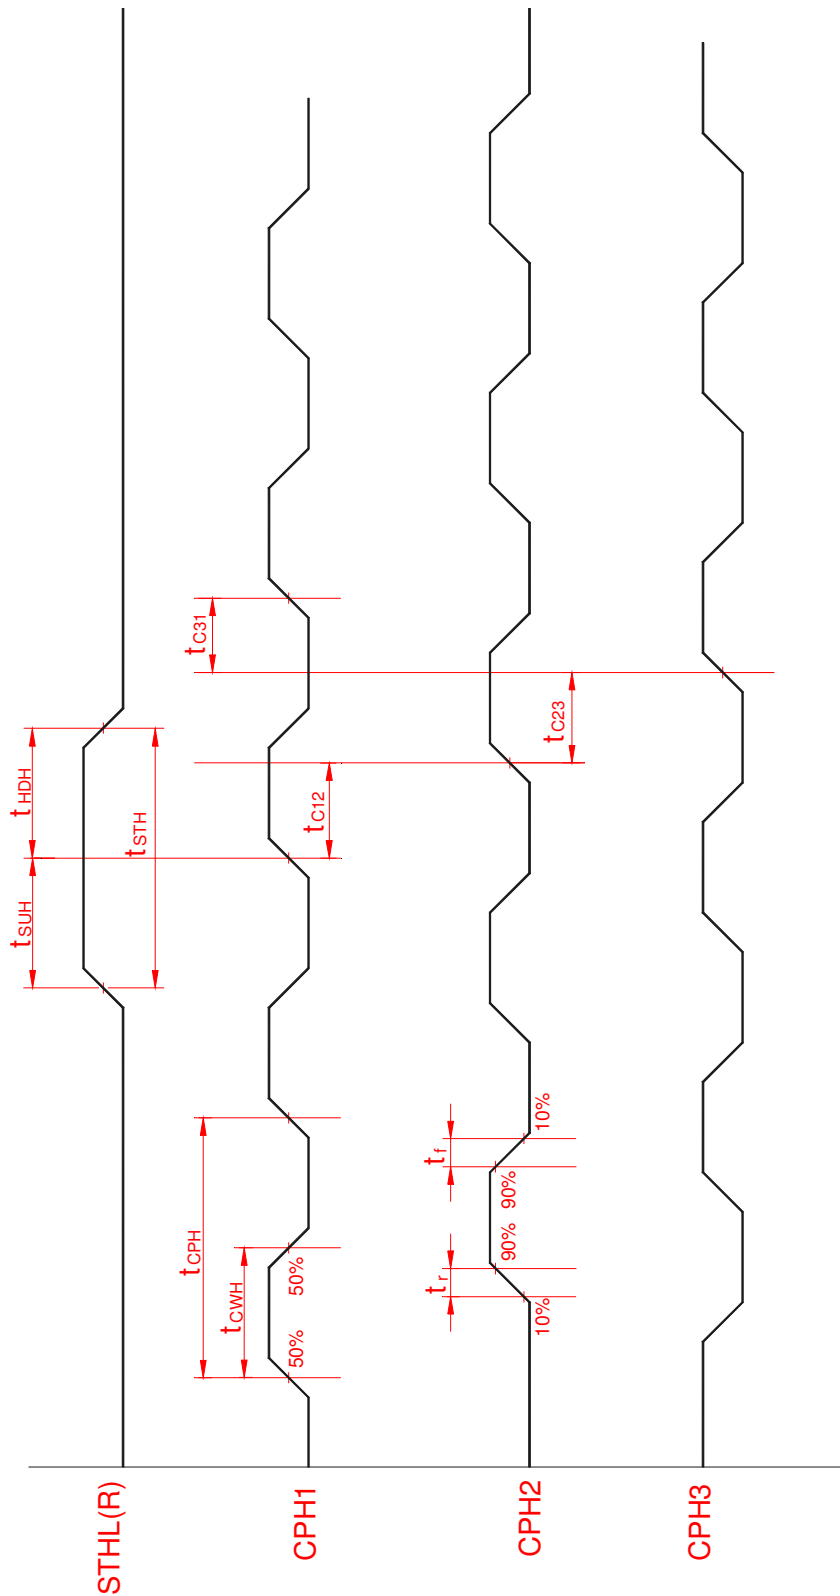 STHL(R)
tSUH
tHDH
tSTH
CPH1
tCPH
tCWH
50%
50%
tC12
tC31
CPH2
tr
tf
10%
90%
90%
10%
tC23
CPH3